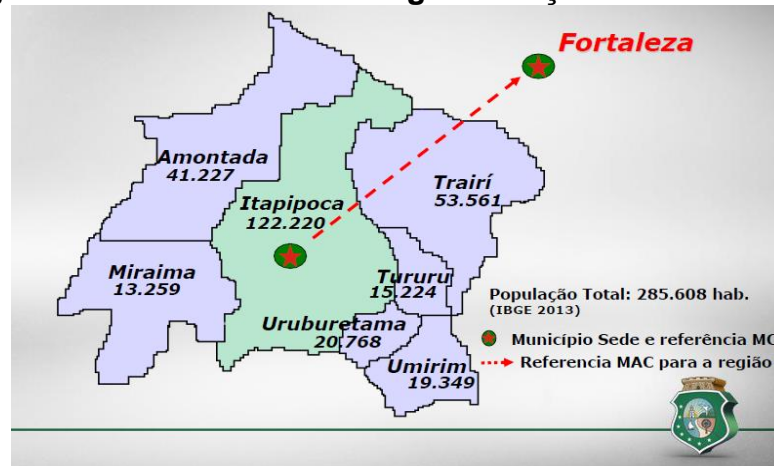 Fortaleza
Amontada
41.227
Trairí
53.561
Itapipoca
122.220
Miraima
13.259
Tururu
15.224
População Total: 285.608 hab.
(IBGE 2013)
Uruburetama
20.768
Município Sede e referência MC
Umirim
19.349
Referencia MAC para a região